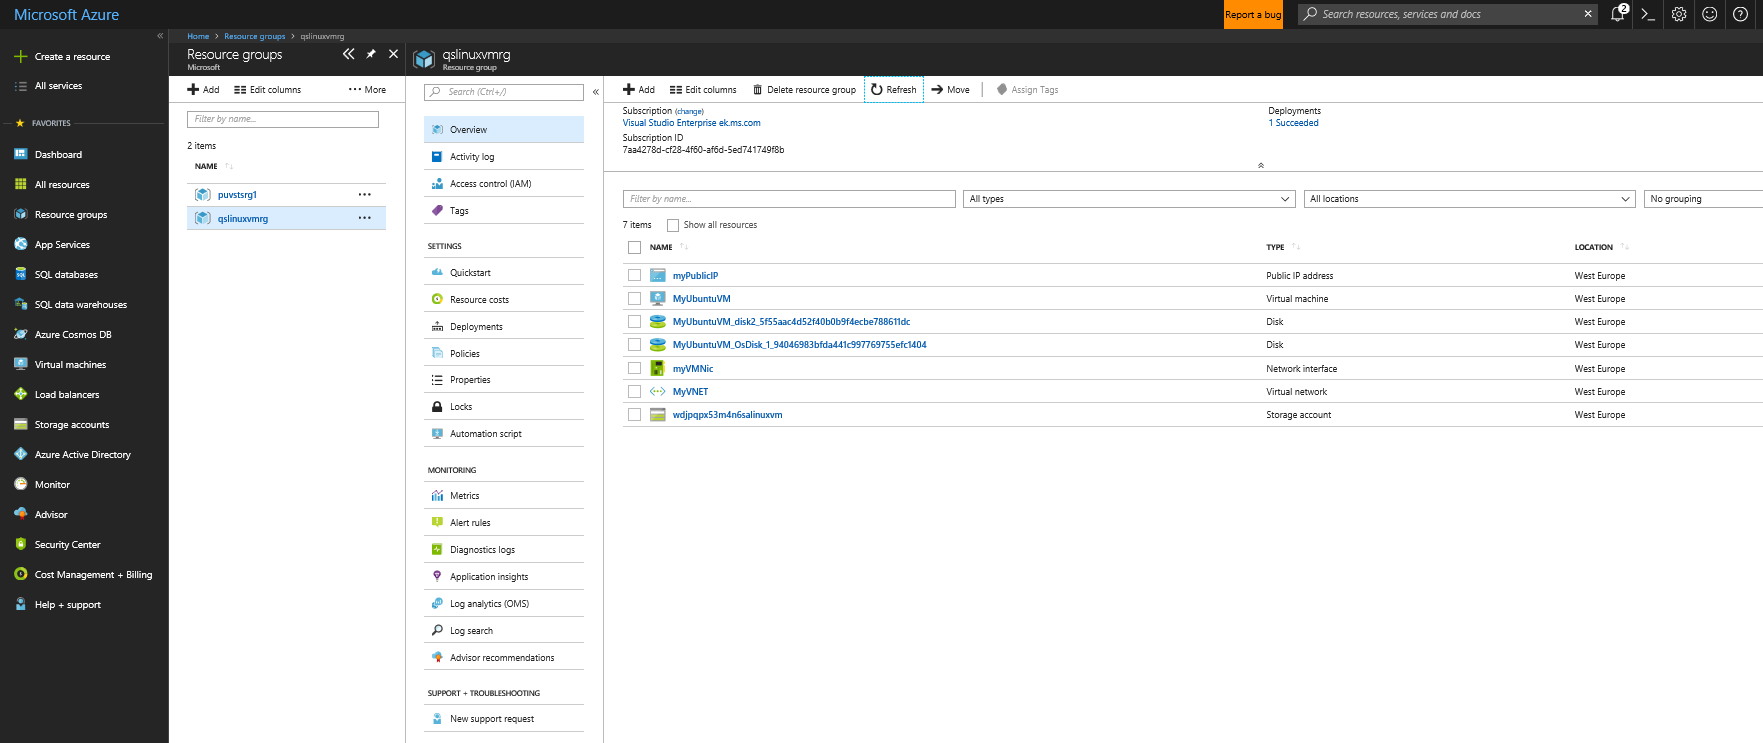 Microsoft Azure
Report a bug
Search resources, services and docs
2
Create a resource
All services
FAVORITES
Dashboard
All resources
Resource groups
App Services
SQL databases
SQL data warehouses
Azure Cosmos DB
Virtual machines
Load balancers
Storage accounts
Azure Active Directory
Monitor
Advisor
Security Center
Cost Management + Billing
Help + support
Home > Resource groups > qslinuxvmrg
Resource groups
Microsoft
Add Edit columns More
Filter by name...
2 items
NAME
puvstsrg1
qslinuxvmrg
qslinuxvmrg
Resource group
Search (Ctrl+/)
Overview
Activity log
Access control (IAM)
Tags
SETTINGS
Quickstart
Resource costs
Deployments
Policies
Properties
Locks
Automation script
MONITORING
Metrics
Alert rules
Diagnostics logs
Application insights
Log analytics (OMS)
Log search
Advisor recommendations
SUPPORT + TROUBLESHOOTING
New support request
Add Edit columns Delete resource group Refresh Move Assign Tags
Subscription (change)
Visual Studio Enterprise ek.ms.com
Subscription ID
7aa4278d-cf28-4f60-af6d-5ed741749f8b
Deployments
1 Succeeded
Filter by name... All types All locations No grouping
7 items Show all resources
NAME TYPE LOCATION
myPublicIP Public IP address West Europe
MyUbuntuVM Virtual machine West Europe
MyUbuntuVM_disk2_5f55aac4d52f40b0b9f4ecbe788611dc Disk West Europe
MyUbuntuVM_OsDisk_1_94046983bfda441c997769755efc1404 Disk West Europe
myVMNic Network interface West Europe
MyVNET Virtual network West Europe
wdjpqpx53m4n6salinuxvm Storage account West Europe